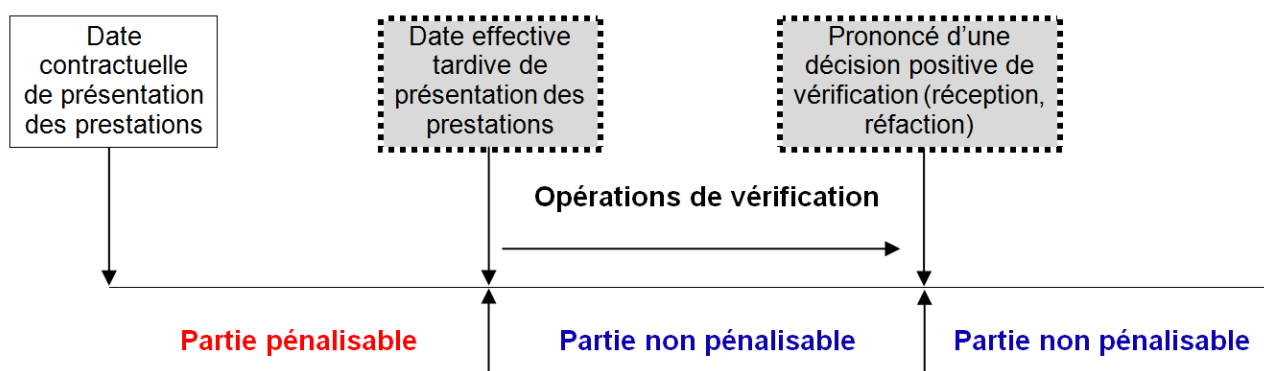 Date
contractuelle
de présentation
des prestations
Date effective
tardive de
présentation des
prestations
Prononcé d'une
décision positive de
vérification (réception,
réfaction)
Opérations de vérification
Partie pénalisable
Partie non pénalisable
Partie non pénalisable